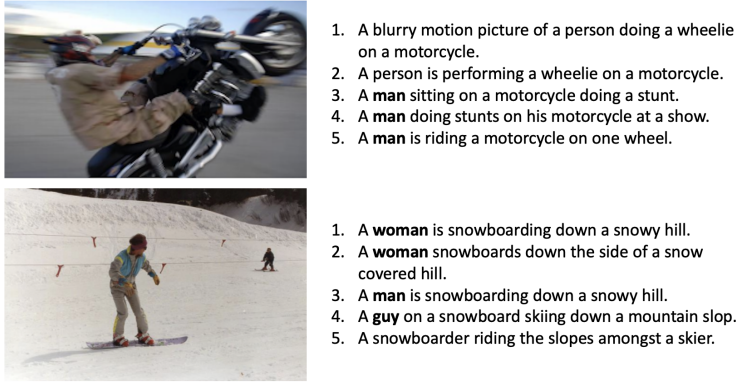 1. A blurry motion picture of a person doing a wheelie
on a motorcycle.
2. A person is performing a wheelie on a motorcycle.
3. A man sitting on a motorcycle doing a stunt.
4. A man doing stunts on his motorcycle at a show.
5. A man is riding a motorcycle on one wheel.
1. A woman is snowboarding down a snowy hill.
2. A woman snowboards down the side of a snow
covered hill.
3. A man is snowboarding down a snowy hill.
4. A guy on a snowboard skiing down a mountain slop.
5. A snowboarder riding the slopes amongst a skier.